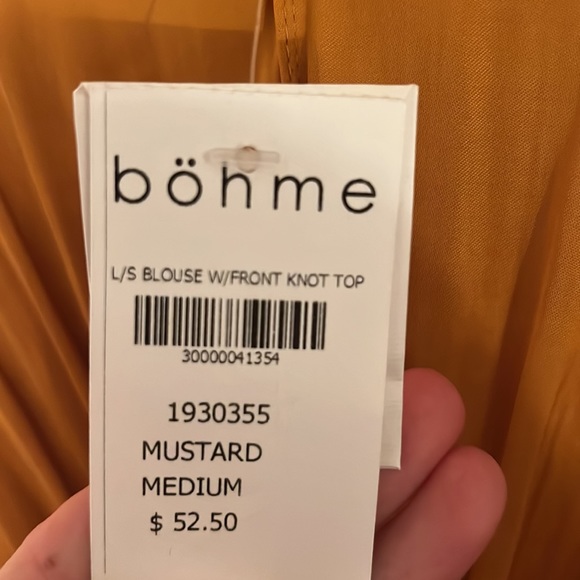 böhme
L/S BLOUSE W/FRONT KNOT TOP
30000041354
1930355
MUSTARD
MEDIUM
$ 52.50